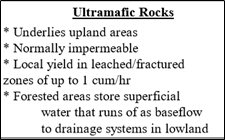 Ultramafic Rocks
* Underlies upland areas
* Normally impermeable
* Local yield in leached/fractured
zones of up to 1 cum/hr
* Forested areas store superficial
water that runs of as baseflow
to drainage systems in lowland